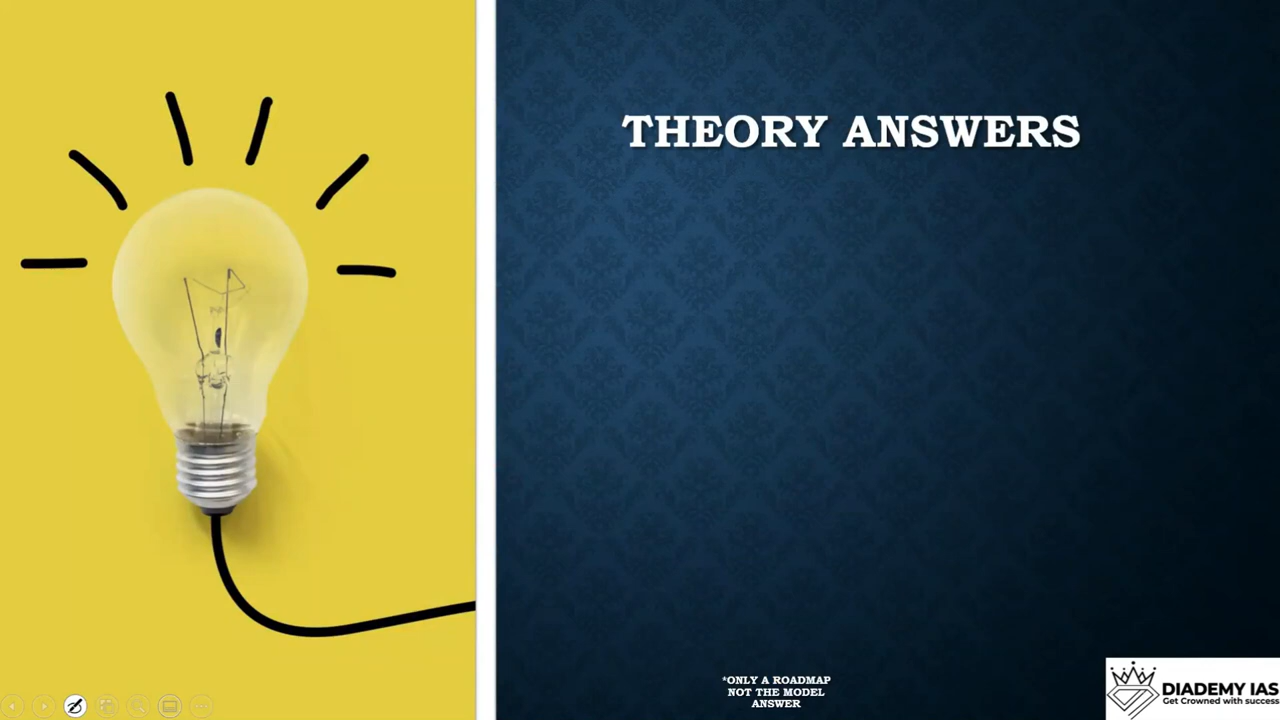 THEORY ANSWERS
*ONLY A ROADMAP
NOT THE MODEL
ANSWER
DIADEMY IAS
Get Crowned with success